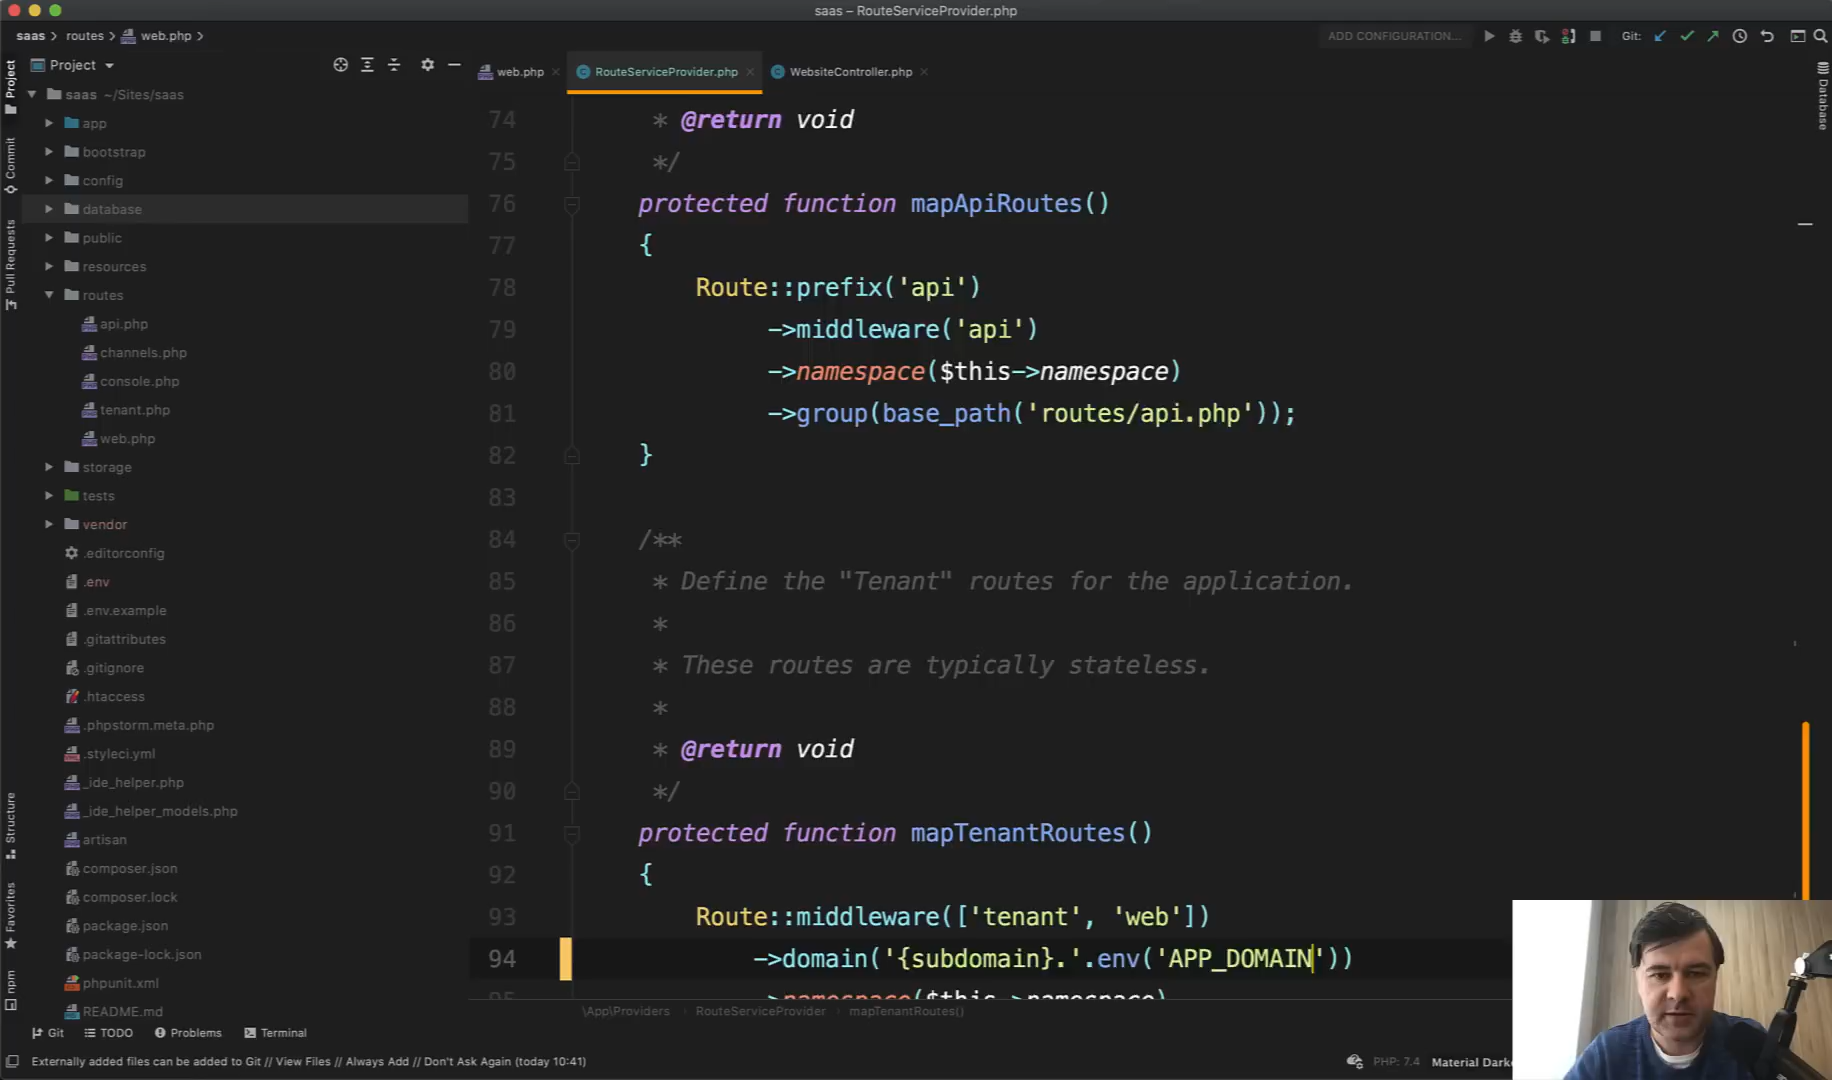 saas – RouteServiceProvider.php
saas routes web.php
ADD CONFIGURATION...
Git:
Project
web.php
RouteServiceProvider.php
WebsiteController.php
saas ~/Sites/saas
app
bootstrap
config
database
public
resources
routes
api.php
channels.php
console.php
tenant.php
web.php
storage
tests
vendor
.editorconfig
.env
.env.example
.gitattributes
.gitignore
.htaccess
.phpstorm.meta.php
.styleci.yml
_ide_helper.php
_ide_helper_models.php
artisan
composer.json
composer.lock
package.json
package-lock.json
phpunit.xml
README.md
Project
Commit
Pull Requests
Structure
Favorites
npm
Database
74 * @return void
75 */
76 protected function mapApiRoutes()
77 {
78 Route::prefix('api')
79 ->middleware('api')
80 ->namespace($this->namespace)
81 ->group(base_path('routes/api.php'));
82 }
83
84 /**
85 * Define the "Tenant" routes for the application.
86 *
87 * These routes are typically stateless.
88 *
89 * @return void
90 */
91 protected function mapTenantRoutes()
92 {
93 Route::middleware(['tenant', 'web'])
94 ->domain('{subdomain}.'.env('APP_DOMAIN'))
95 ->namespace($this->namespace)
\App\Providers RouteServiceProvider mapTenantRoutes()
Git TODO Problems Terminal
Externally added files can be added to Git // View Files // Always Add // Don't Ask Again (today 10:41)
PHP: 7.4 Material Dark